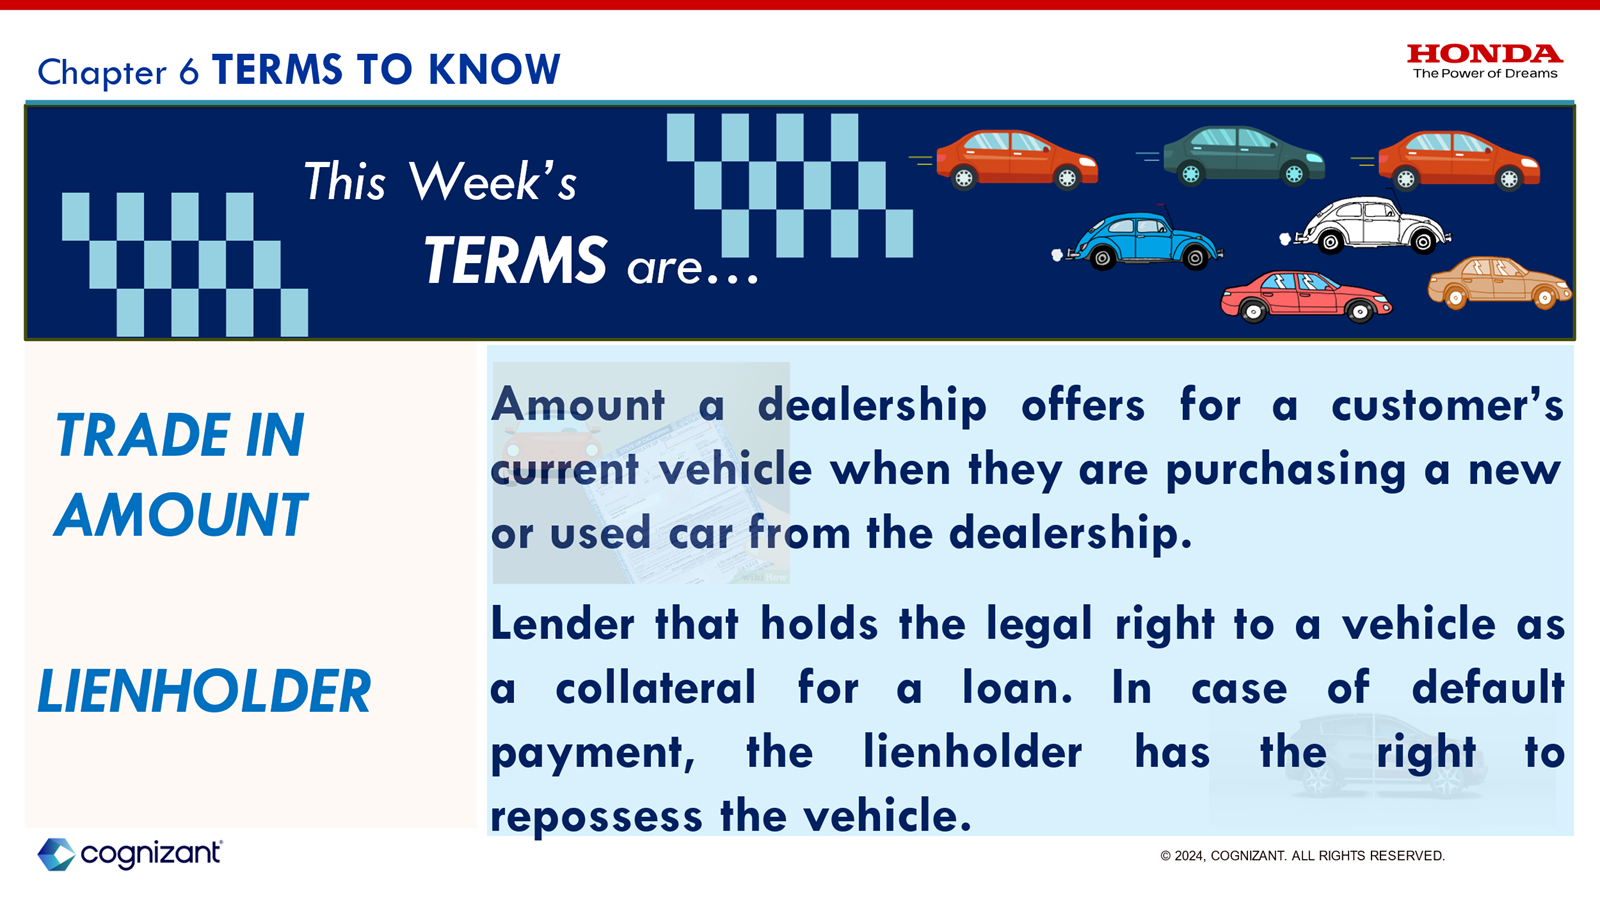 Chapter 6 TERMS TO KNOW
HONDA
The Power of Dreams
This Week’s
TERMS are...
TRADE IN
AMOUNT
Amount a dealership offers for a customer’s
current vehicle when they are purchasing a new
or used car from the dealership.
LIENHOLDER
Lender that holds the legal right to a vehicle as
a collateral for a loan. In case of default
payment, the lienholder has the right to
repossess the vehicle.
cognizant
© 2024, COGNIZANT. ALL RIGHTS RESERVED.